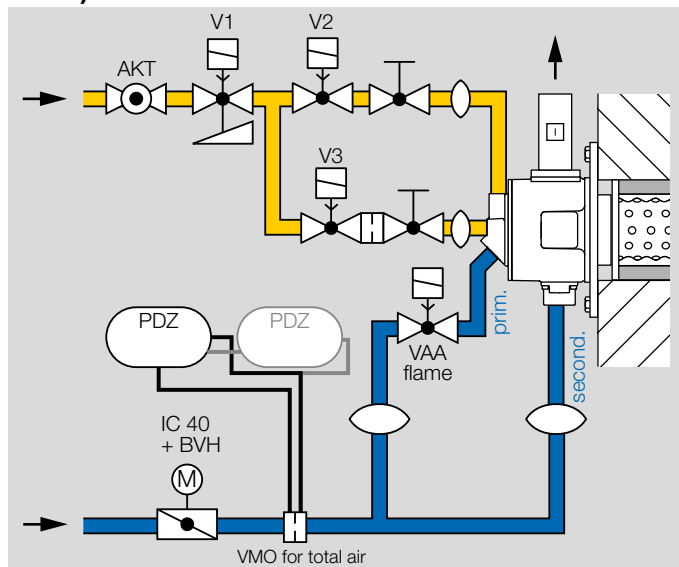 V1
V2
AKT
V3
PDZ
PDZ
VAA
flame
prim.
second.
IC 40
+ BVH
M
VMO for total air